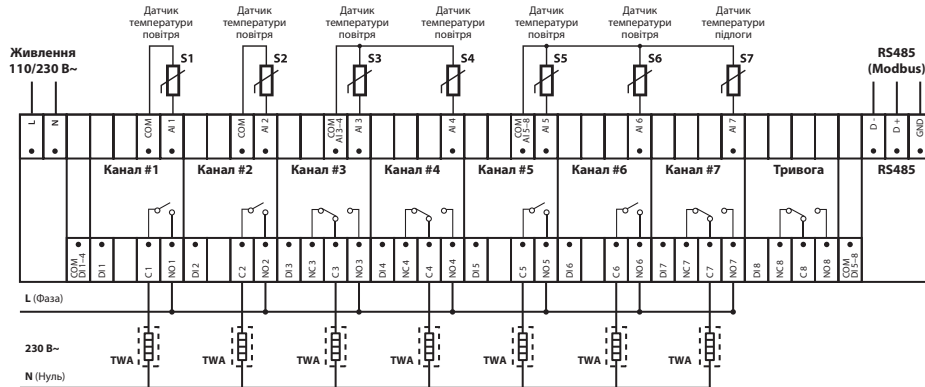 Датчик температури повітря
Датчик температури повітря
Датчик температури повітря
Датчик температури повітря
Датчик температури повітря
Датчик температури повітря
Датчик температури підлоги
Живлення
110/230 В~
S1
S2
S3
S4
S5
S6
S7
RS485
(Modbus)
L
N
COM
AI 1
COM
AI 2
COM AI 3–4
AI 3
AI 4
COM AI 5–8
AI 5
AI 6
AI 7
D -
D +
GND
Канал #1
Канал #2
Канал #3
Канал #4
Канал #5
Канал #6
Канал #7
Тривога
RS485
COM DI 1–4
DI 1
C 1
NO 1
DI 2
C 2
NO 2
DI 3
NC 3
C 3
NO 3
DI 4
NC 4
C 4
NO 4
DI 5
C 5
NO 5
DI 6
C 6
NO 6
DI 7
NC 7
C 7
NO 7
DI 8
NC 8
C 8
NO 8
COM DI 5–8
L (Фаза)
230 В~
TWA
TWA
TWA
TWA
TWA
TWA
TWA
N (Нуль)